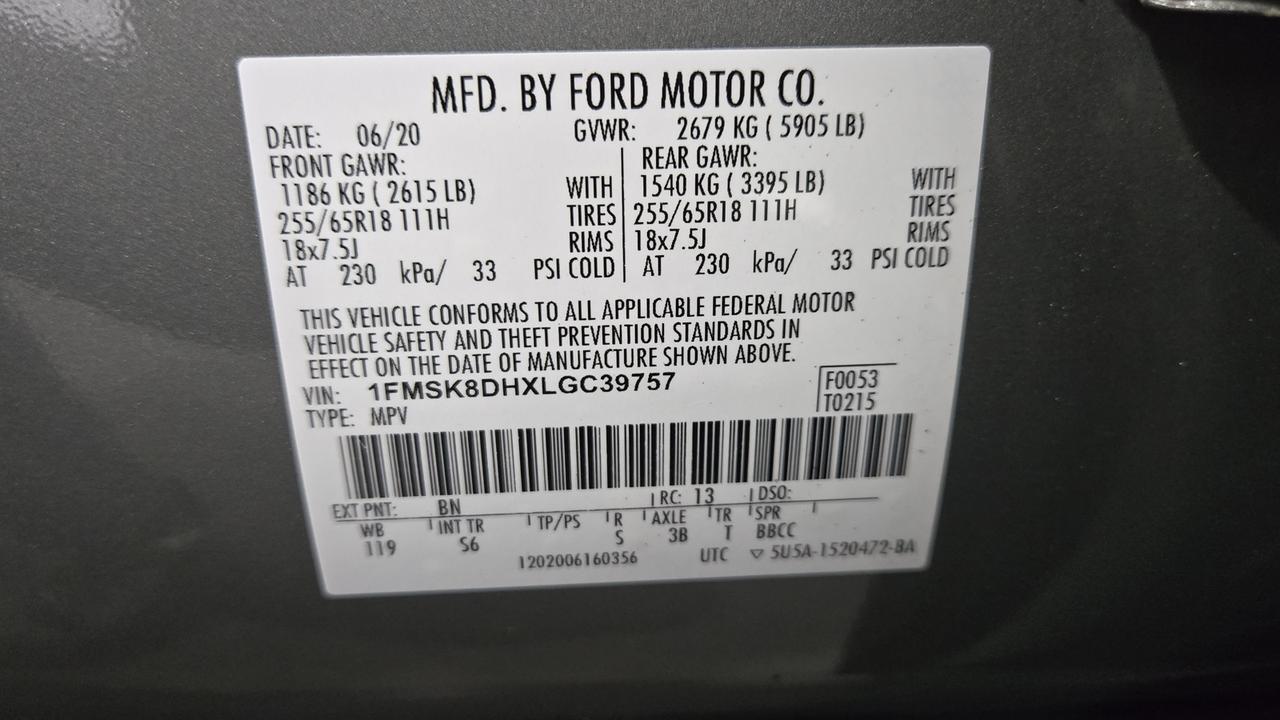 MFD. BY FORD MOTOR CO.
DATE: 06/20 GVWR: 2679 KG ( 5905 LB)
FRONT GAWR: REAR GAWR:
1186 KG ( 2615 LB) WITH 1540 KG ( 3395 LB) WITH
255/65R18 111H TIRES 255/65R18 111H TIRES
18x7.5J RIMS 18x7.5J RIMS
AT 230 kPa/ 33 PSI COLD AT 230 kPa/ 33 PSI COLD
THIS VEHICLE CONFORMS TO ALL APPLICABLE FEDERAL MOTOR
VEHICLE SAFETY AND THEFT PREVENTION STANDARDS IN
EFFECT ON THE DATE OF MANUFACTURE SHOWN ABOVE.
VIN: 1FMSK8DHXLGC39757 F0053
TYPE: MPV T0215
EXT PNT: BN RC: 13 DSO:
WB INT TR TP/PS R AXLE TR SPR
119 S6 S 3B T BBCC
1202006160356 UTC ▽ 5U5A-1520472-BA